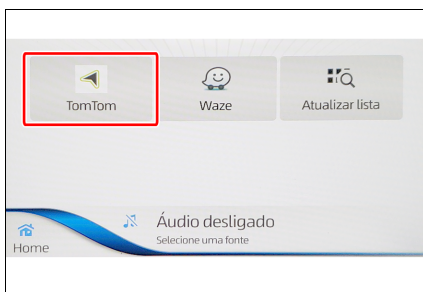 TomTom
Waze
Atualizar lista
Áudio desligado
Selecione uma fonte
Home